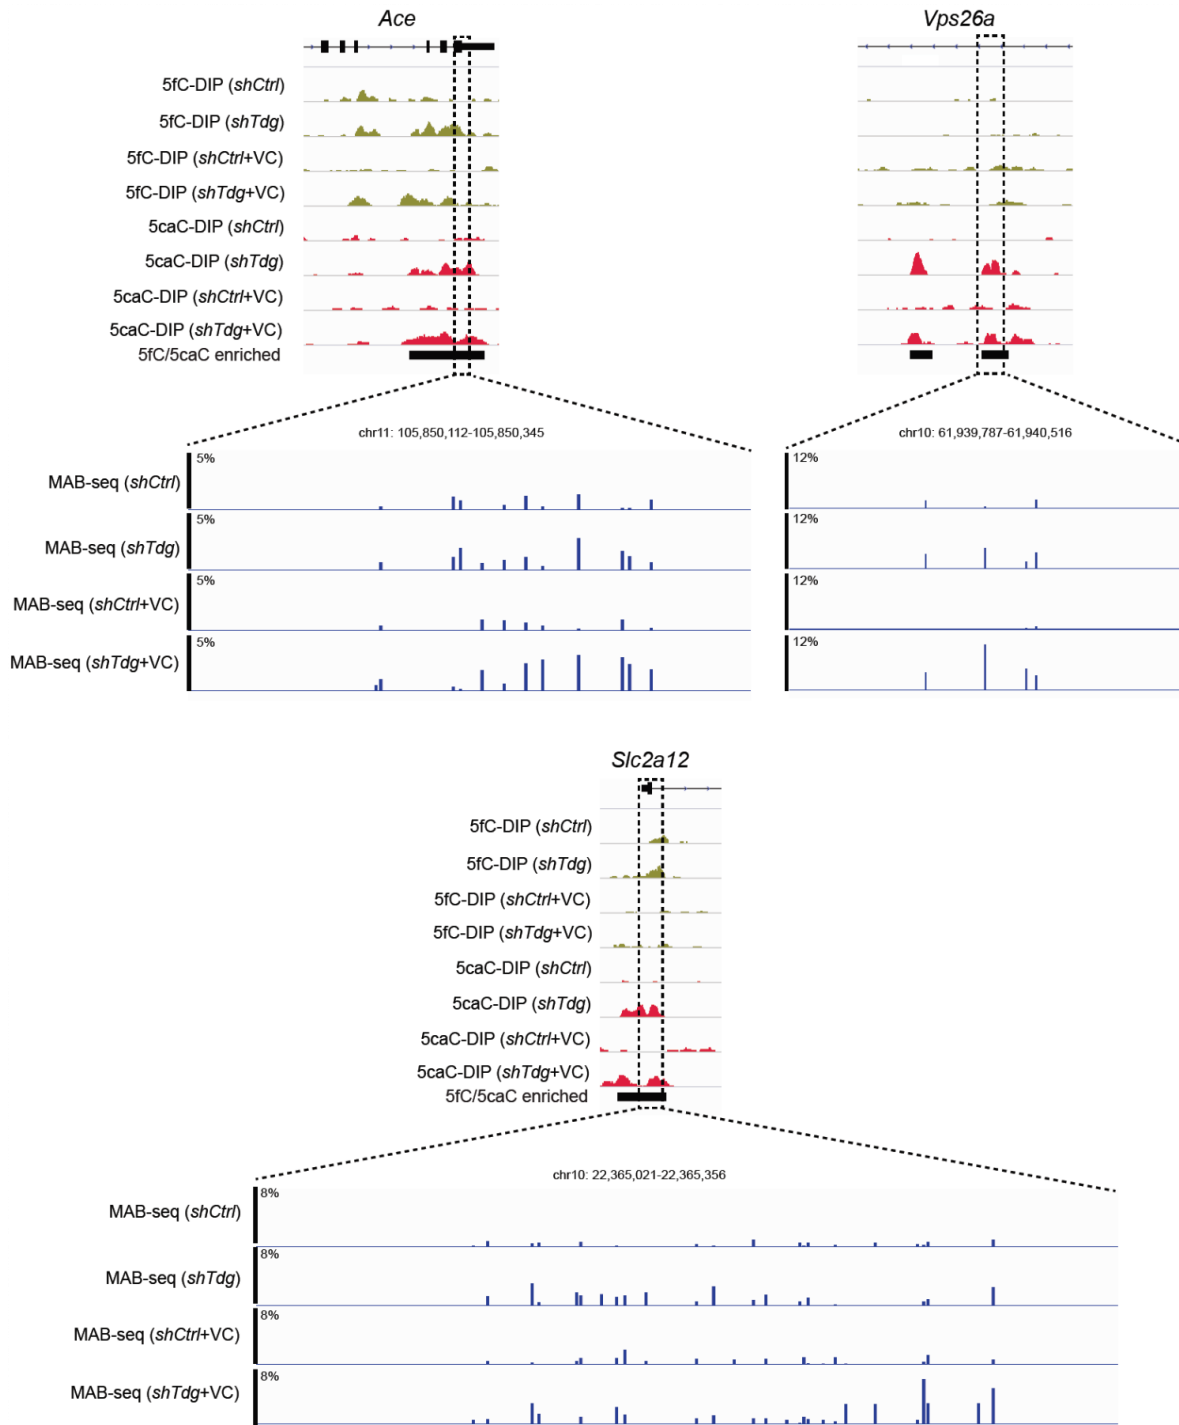 Ace
Vps26a
5fC-DIP (shCtrl)
5fC-DIP (shTdg)
5fC-DIP (shCtrl+VC)
5fC-DIP (shTdg+VC)
5caC-DIP (shCtrl)
5caC-DIP (shTdg)
5caC-DIP (shCtrl+VC)
5caC-DIP (shTdg+VC)
5fC/5caC enriched
chr11: 105,850,112-105,850,345
chr10: 61,939,787-61,940,516
MAB-seq (shCtrl)
5%
12%
MAB-seq (shTdg)
5%
12%
MAB-seq (shCtrl+VC)
5%
12%
MAB-seq (shTdg+VC)
5%
12%
Slc2a12
5fC-DIP (shCtrl)
5fC-DIP (shTdg)
5fC-DIP (shCtrl+VC)
5fC-DIP (shTdg+VC)
5caC-DIP (shCtrl)
5caC-DIP (shTdg)
5caC-DIP (shCtrl+VC)
5caC-DIP (shTdg+VC)
5fC/5caC enriched
chr10: 22,365,021-22,365,356
MAB-seq (shCtrl)
8%
MAB-seq (shTdg)
8%
MAB-seq (shCtrl+VC)
8%
MAB-seq (shTdg+VC)
8%